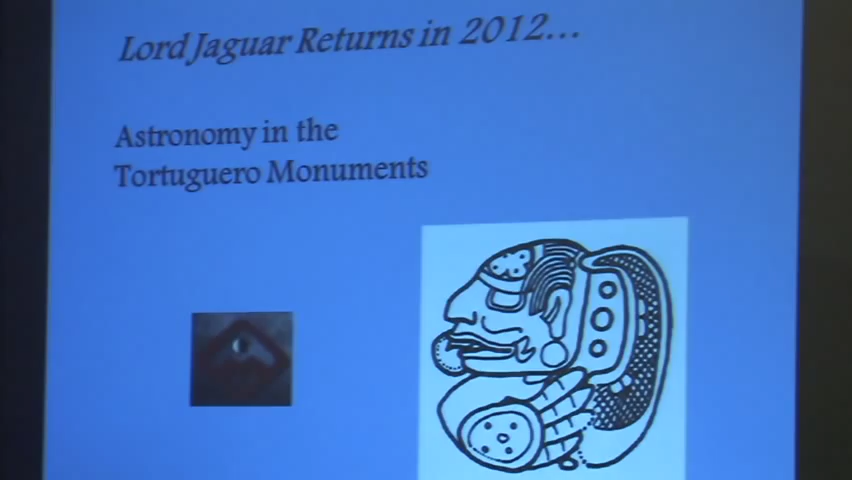 Lord Jaguar Returns in 2012...
Astronomy in the
Tortuguero Monuments